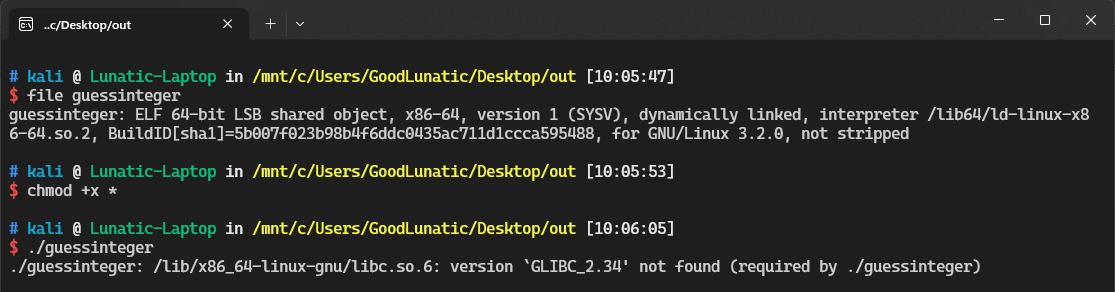 ..c/Desktop/out
# kali @ Lunatic-Laptop in /mnt/c/Users/GoodLunatic/Desktop/out [10:05:47]
$ file guessinteger
guessinteger: ELF 64-bit LSB shared object, x86-64, version 1 (SYSV), dynamically linked, interpreter /lib64/ld-linux-x8
6-64.so.2, BuildID[sha1]=5b007f023b98b4f6ddc0435ac711d1ccca595488, for GNU/Linux 3.2.0, not stripped
# kali @ Lunatic-Laptop in /mnt/c/Users/GoodLunatic/Desktop/out [10:05:53]
$ chmod +x *
# kali @ Lunatic-Laptop in /mnt/c/Users/GoodLunatic/Desktop/out [10:06:05]
$ ./guessinteger
./guessinteger: /lib/x86_64-linux-gnu/libc.so.6: version `GLIBC_2.34' not found (required by ./guessinteger)